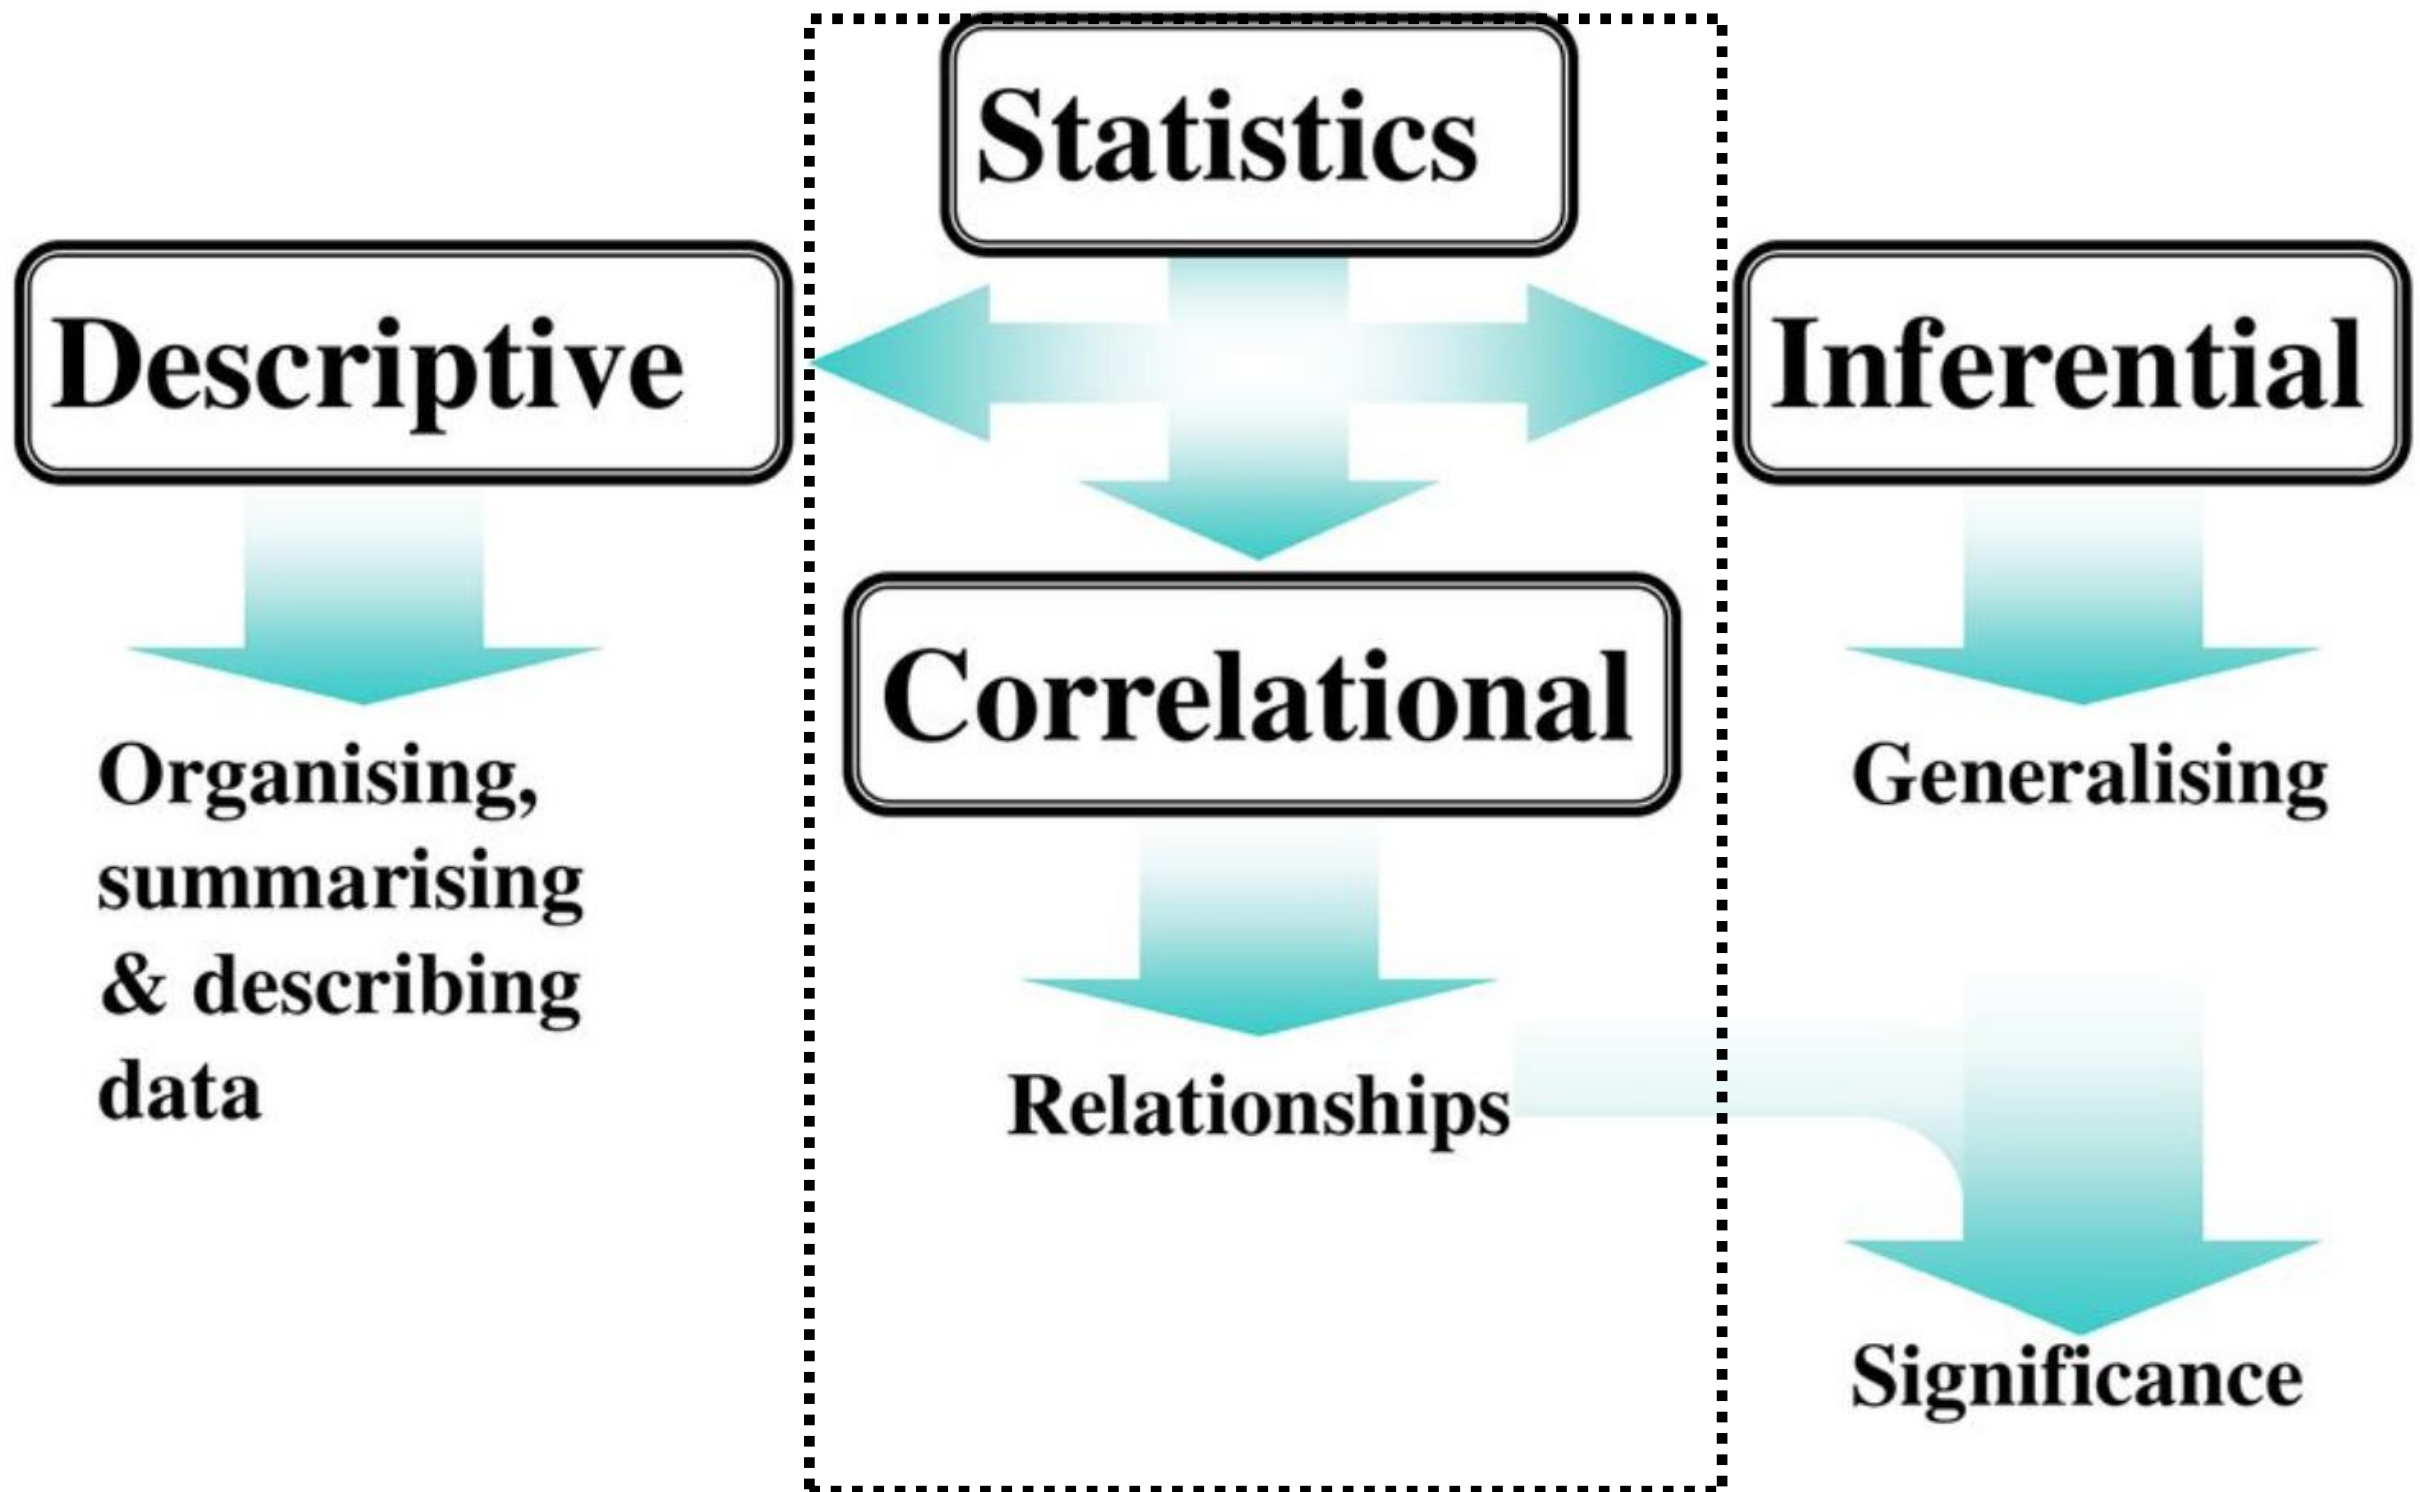 Statistics
Descriptive
Inferential
Correlational
Organising,
summarising
& describing
data
Generalising
Relationships
Significance